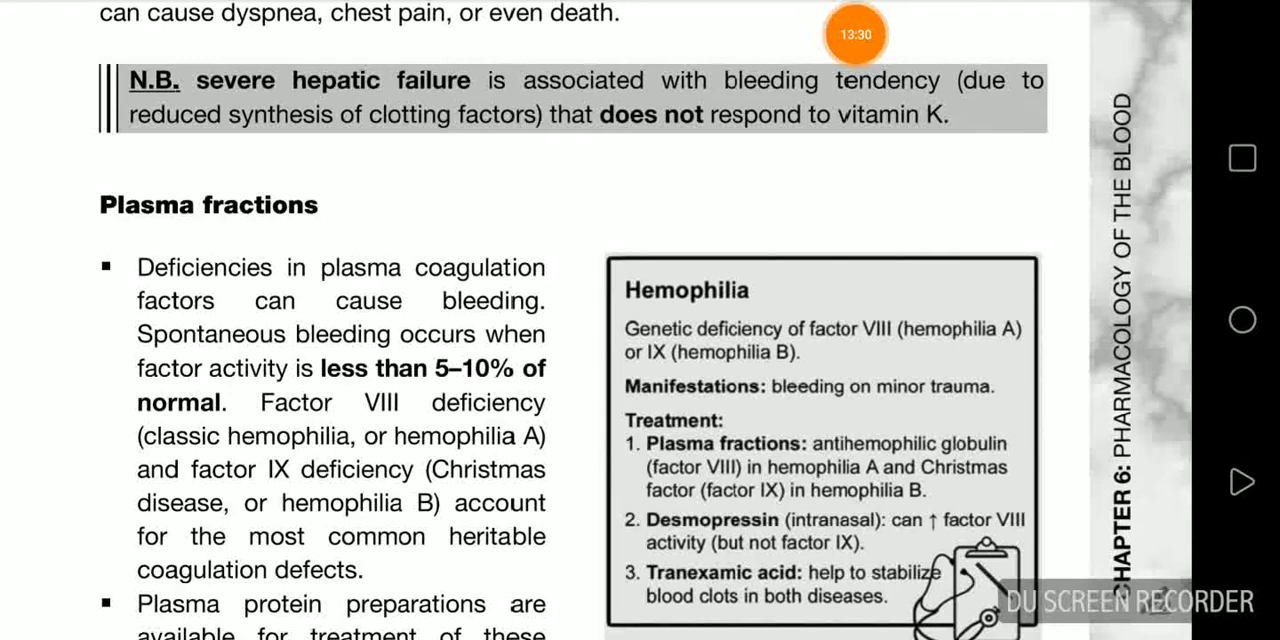 can cause dyspnea, chest pain, or even death.
13:30
N.B. severe hepatic failure is associated with bleeding tendency (due to
reduced synthesis of clotting factors) that does not respond to vitamin K.
Plasma fractions
▪ Deficiencies in plasma coagulation
factors can cause bleeding.
Spontaneous bleeding occurs when
factor activity is less than 5–10% of
normal. Factor VIII deficiency
(classic hemophilia, or hemophilia A)
and factor IX deficiency (Christmas
disease, or hemophilia B) account
for the most common heritable
coagulation defects.
▪ Plasma protein preparations are
available for treatment of these
Hemophilia
Genetic deficiency of factor VIII (hemophilia A)
or IX (hemophilia B).
Manifestations: bleeding on minor trauma.
Treatment:
1. Plasma fractions: antihemophilic globulin
(factor VIII) in hemophilia A and Christmas
factor (factor IX) in hemophilia B.
2. Desmopressin (intranasal): can ↑ factor VIII
activity (but not factor IX).
3. Tranexamic acid: help to stabilize
blood clots in both diseases.
CHAPTER 6: PHARMACOLOGY OF THE BLOOD
DU SCREEN RECORDER